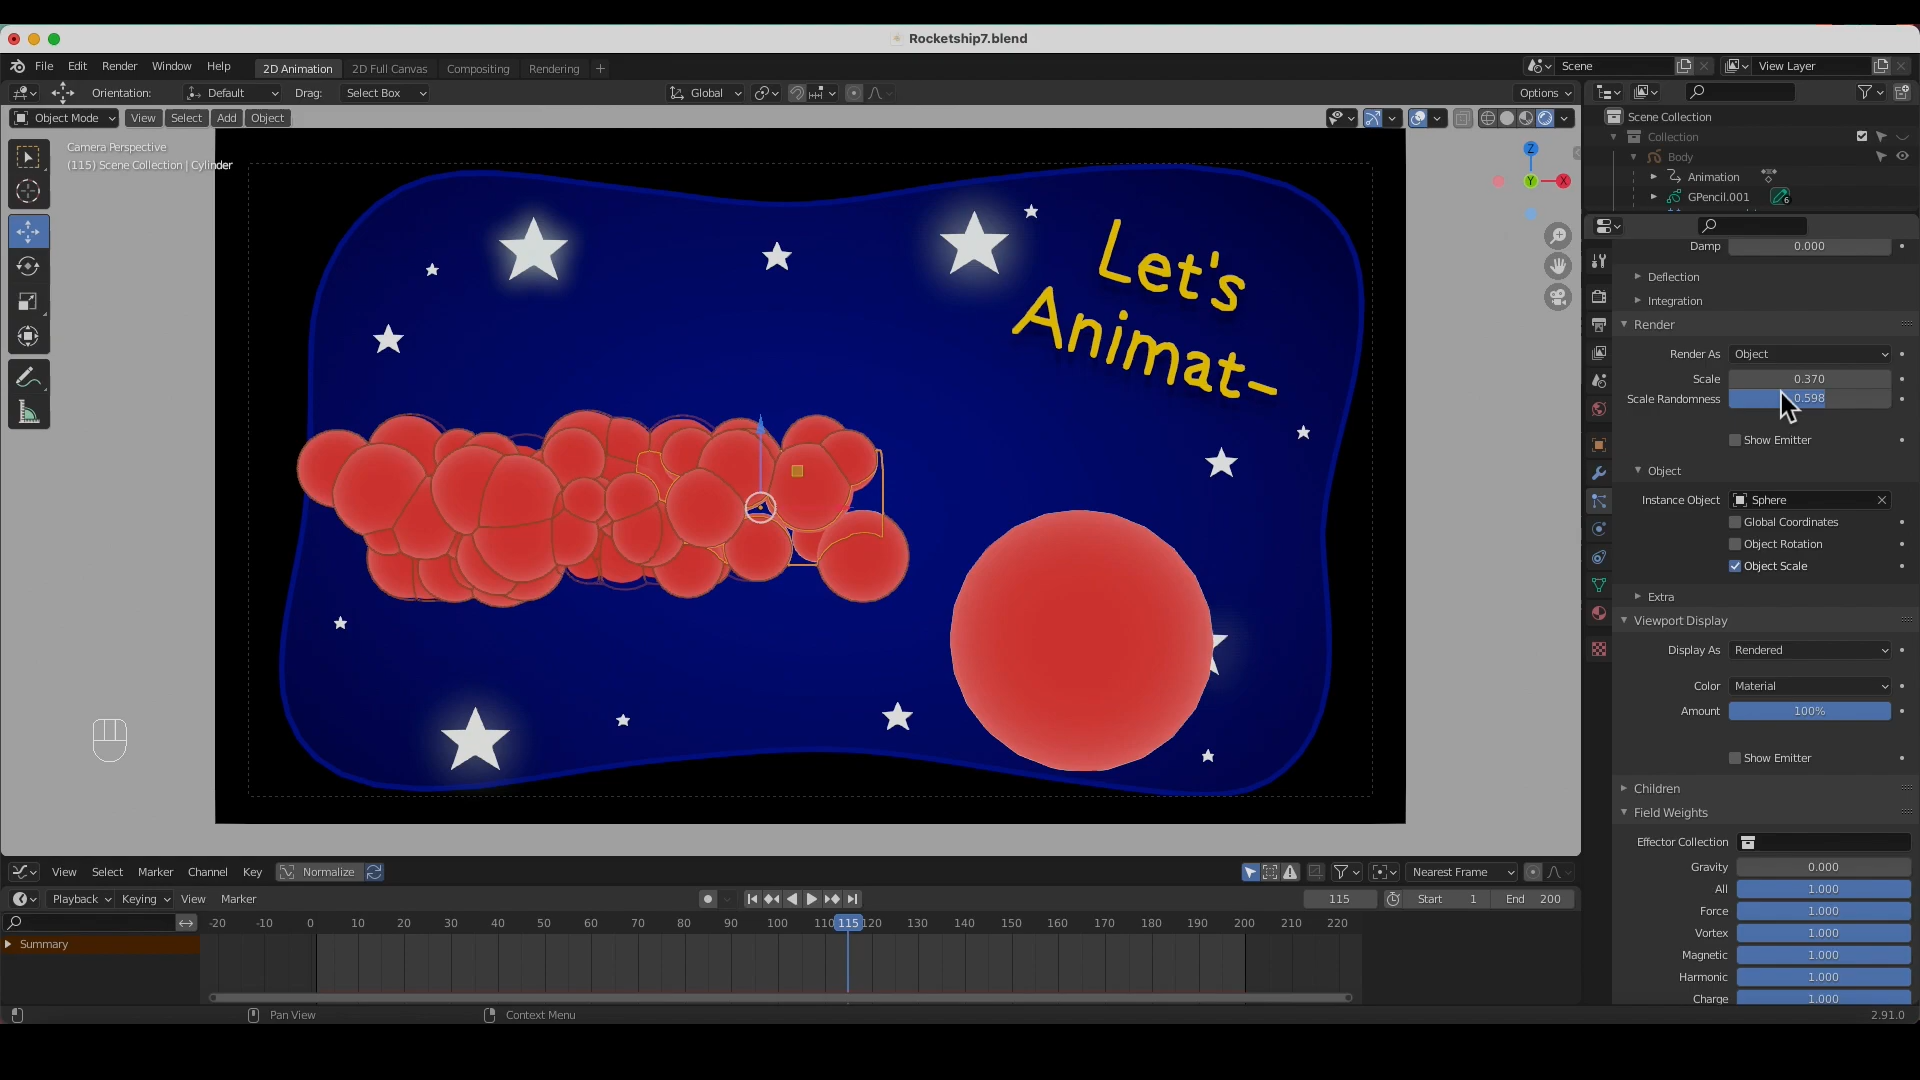 Rocketship7.blend
File Edit Render Window Help
2D Animation 2D Full Canvas Compositing Rendering +
Scene View Layer
Orientation: Default Drag: Select Box Global Options
Object Mode View Select Add Object
Camera Perspective
(115) Scene Collection | Cylinder
Z
Y X
Let's
Animat-
Scene Collection
Collection
Body
Animation
GPencil.001 6
Damp 0.000
Deflection
Integration
Render
Render As Object
Scale 0.370
Scale Randomness 0.598
Show Emitter
Object
Instance Object Sphere
Global Coordinates
Object Rotation
Object Scale
Extra
Viewport Display
Display As Rendered
Color Material
Amount 100%
Show Emitter
Children
Field Weights
Effector Collection
Gravity 0.000
All 1.000
Force 1.000
Vortex 1.000
Magnetic 1.000
Harmonic 1.000
Charge 1.000
View Select Marker Channel Key Normalize Nearest Frame
Playback Keying View Marker 115 Start 1 End 200
-20 -10 0 10 20 30 40 50 60 70 80 90 100 110 115 120 130 140 150 160 170 180 190 200 210 220
Summary
Pan View Context Menu 2.91.0